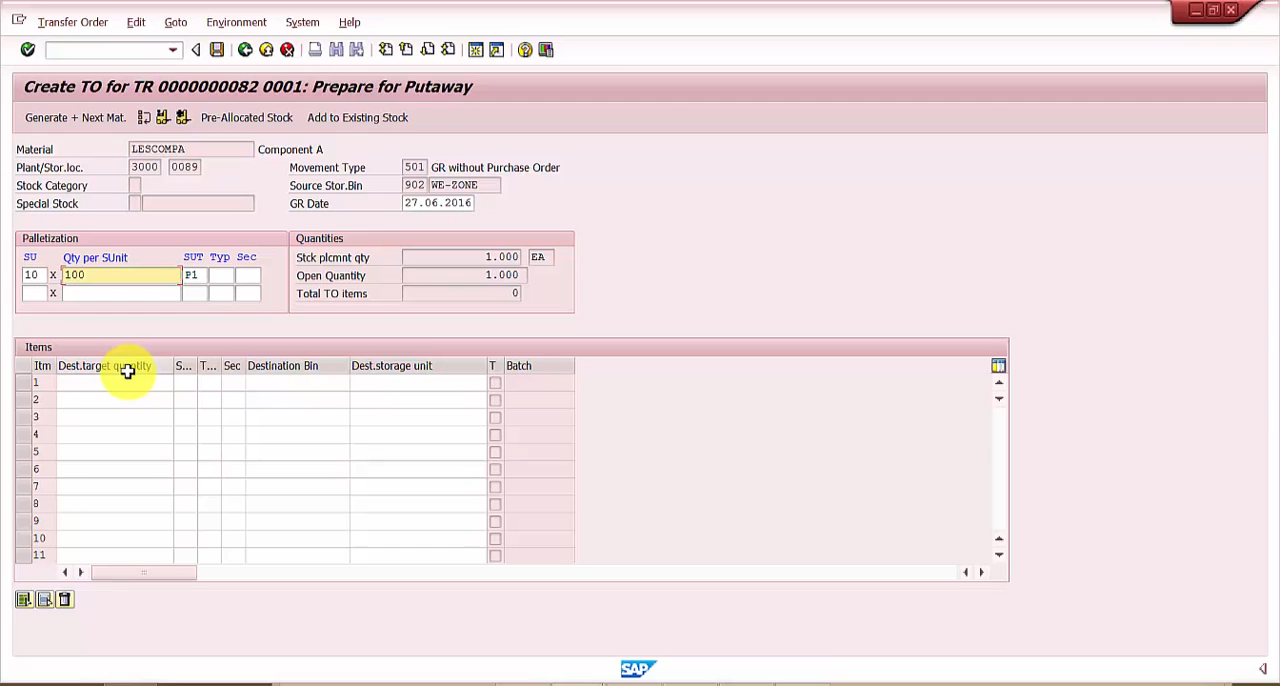 Transfer Order Edit Goto Environment System Help
Create TO for TR 0000000082 0001: Prepare for Putaway
Generate + Next Mat. Pre-Allocated Stock Add to Existing Stock
Material LESCOMPA Component A
Plant/Stor.loc. 3000 0089 Movement Type 501 GR without Purchase Order
Stock Category Source Stor.Bin 902 WE-ZONE
Special Stock GR Date 27.06.2016
Palletization Quantities
SU Qty per SUnit SUT Typ Sec Stck plcmnt qty 1.000 EA
10 x 100 P1 Open Quantity 1.000
x Total TO items 0
Items
Itm Dest.target quantity S... T... Sec Destination Bin Dest.storage unit T Batch
1
2
3
4
5
6
7
8
9
10
11
SAP